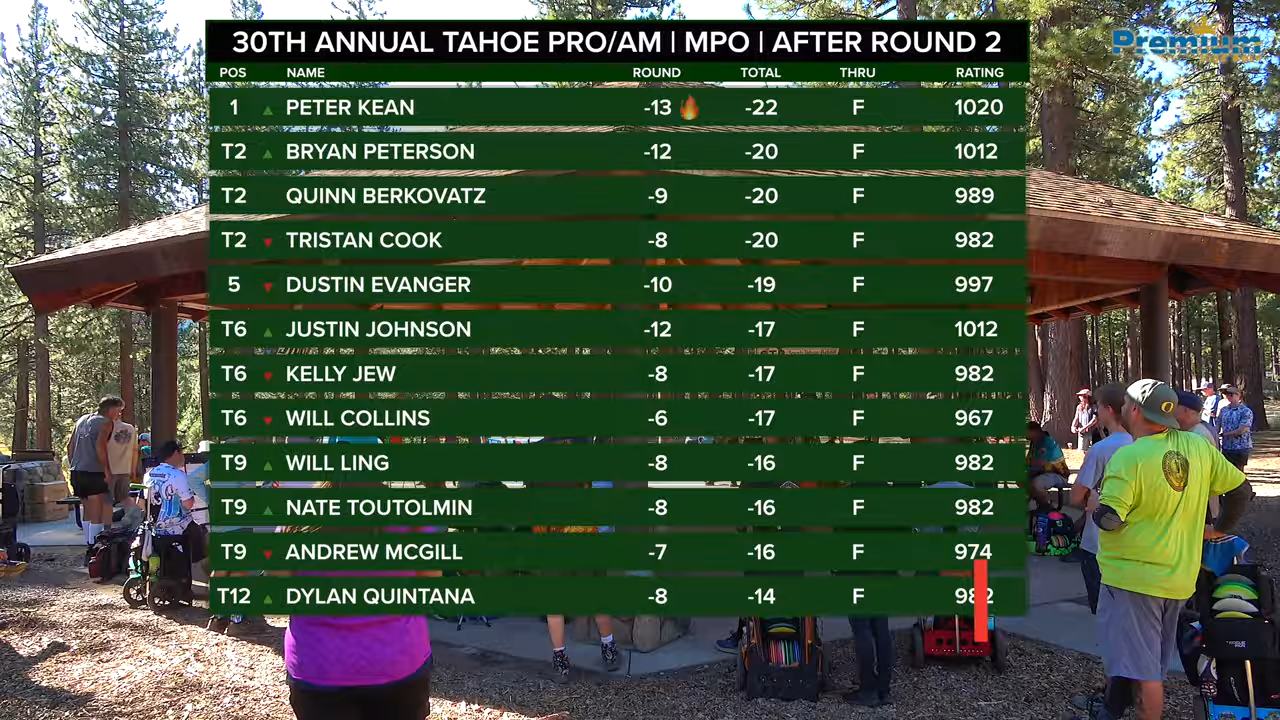 30TH ANNUAL TAHOE PRO/AM | MPO | AFTER ROUND 2
Premium
POS NAME ROUND TOTAL THRU RATING
1 PETER KEAN -13 -22 F 1020
T2 BRYAN PETERSON -12 -20 F 1012
T2 QUINN BERKOVATZ -9 -20 F 989
T2 TRISTAN COOK -8 -20 F 982
5 DUSTIN EVANGER -10 -19 F 997
T6 JUSTIN JOHNSON -12 -17 F 1012
T6 KELLY JEW -8 -17 F 982
T6 WILL COLLINS -6 -17 F 967
T9 WILL LING -8 -16 F 982
T9 NATE TOUTOLMIN -8 -16 F 982
T9 ANDREW MCGILL -7 -16 F 974
T12 DYLAN QUINTANA -8 -14 F 982